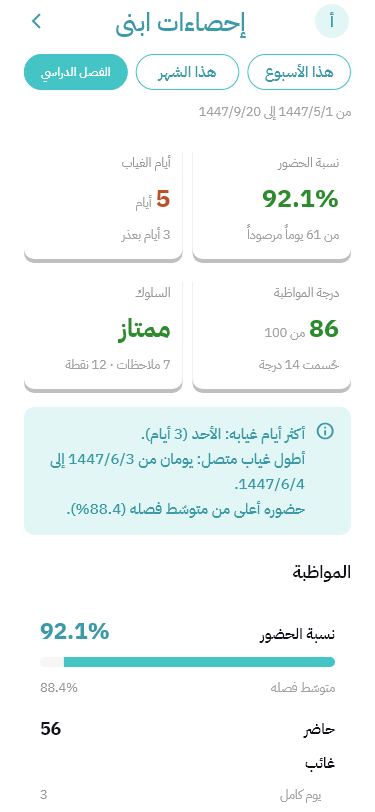 أ
إحصاءات ابني
هذا الأسبوع
هذا الشهر
الفصل الدراسي
من 1447/5/1 إلى 1447/9/20
نسبة الحضور
92.1%
من 61 يوماً مرصوداً
أيام الغياب
5 أيام
3 أيام بعذر
درجة المواظبة
86 من 100
حُسمت 14 درجة
السلوك
ممتاز
7 ملاحظات · 12 نقطة
أكثر أيام غيابه: الأحد (3 أيام).
أطول غياب متصل: يومان من 1447/6/3 إلى
1447/6/4.
حضوره أعلى من متوسّط فصله (88.4%).
المواظبة
نسبة الحضور 92.1%
متوسّط فصله 88.4%
حاضر 56
غائب
يوم كامل 3